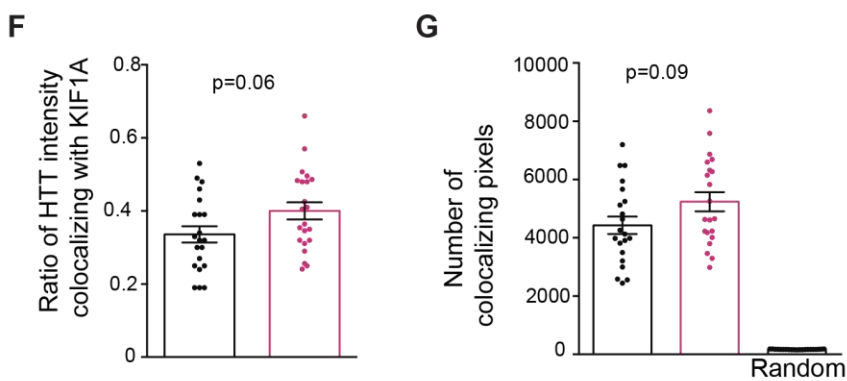 F
Ratio of HTT intensity
colocalizing with KIF1A
0.8
0.6
0.4
0.2
0
p=0.06
G
Number of
colocalizing pixels
10000
8000
6000
4000
2000
0
p=0.09
Random